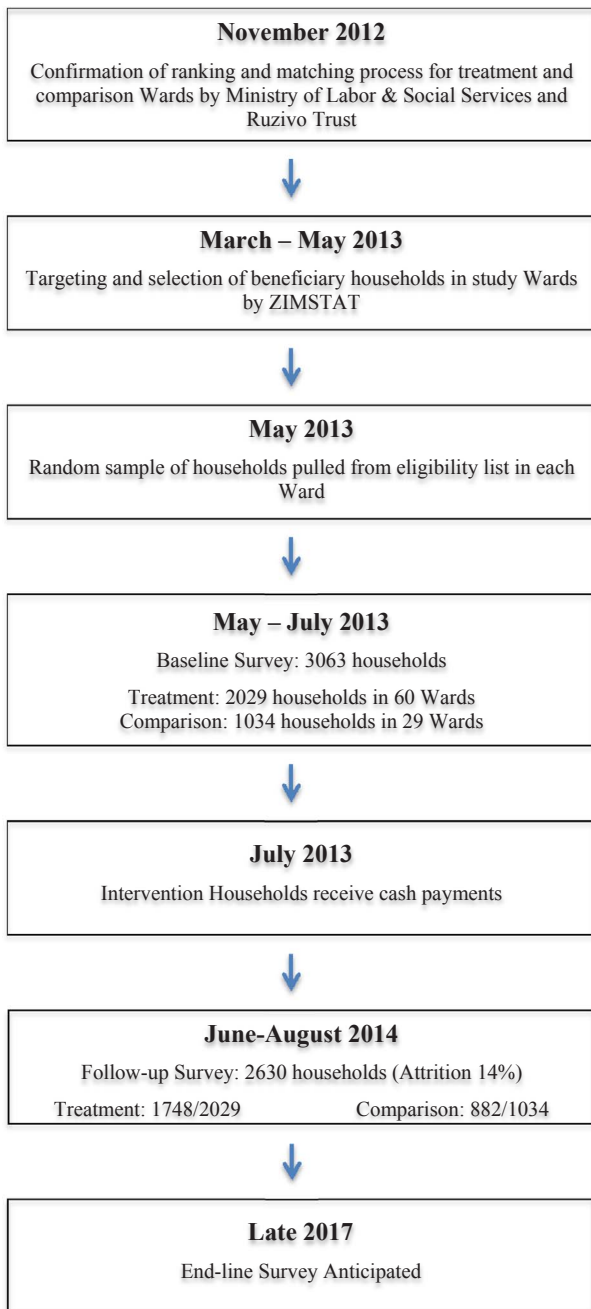 November 2012
Confirmation of ranking and matching process for treatment and
comparison Wards by Ministry of Labor & Social Services and
Ruzivo Trust
March – May 2013
Targeting and selection of beneficiary households in study Wards
by ZIMSTAT
May 2013
Random sample of households pulled from eligibility list in each
Ward
May – July 2013
Baseline Survey: 3063 households
Treatment: 2029 households in 60 Wards
Comparison: 1034 households in 29 Wards
July 2013
Intervention Households receive cash payments
June-August 2014
Follow-up Survey: 2630 households (Attrition 14%)
Treatment: 1748/2029 Comparison: 882/1034
Late 2017
End-line Survey Anticipated